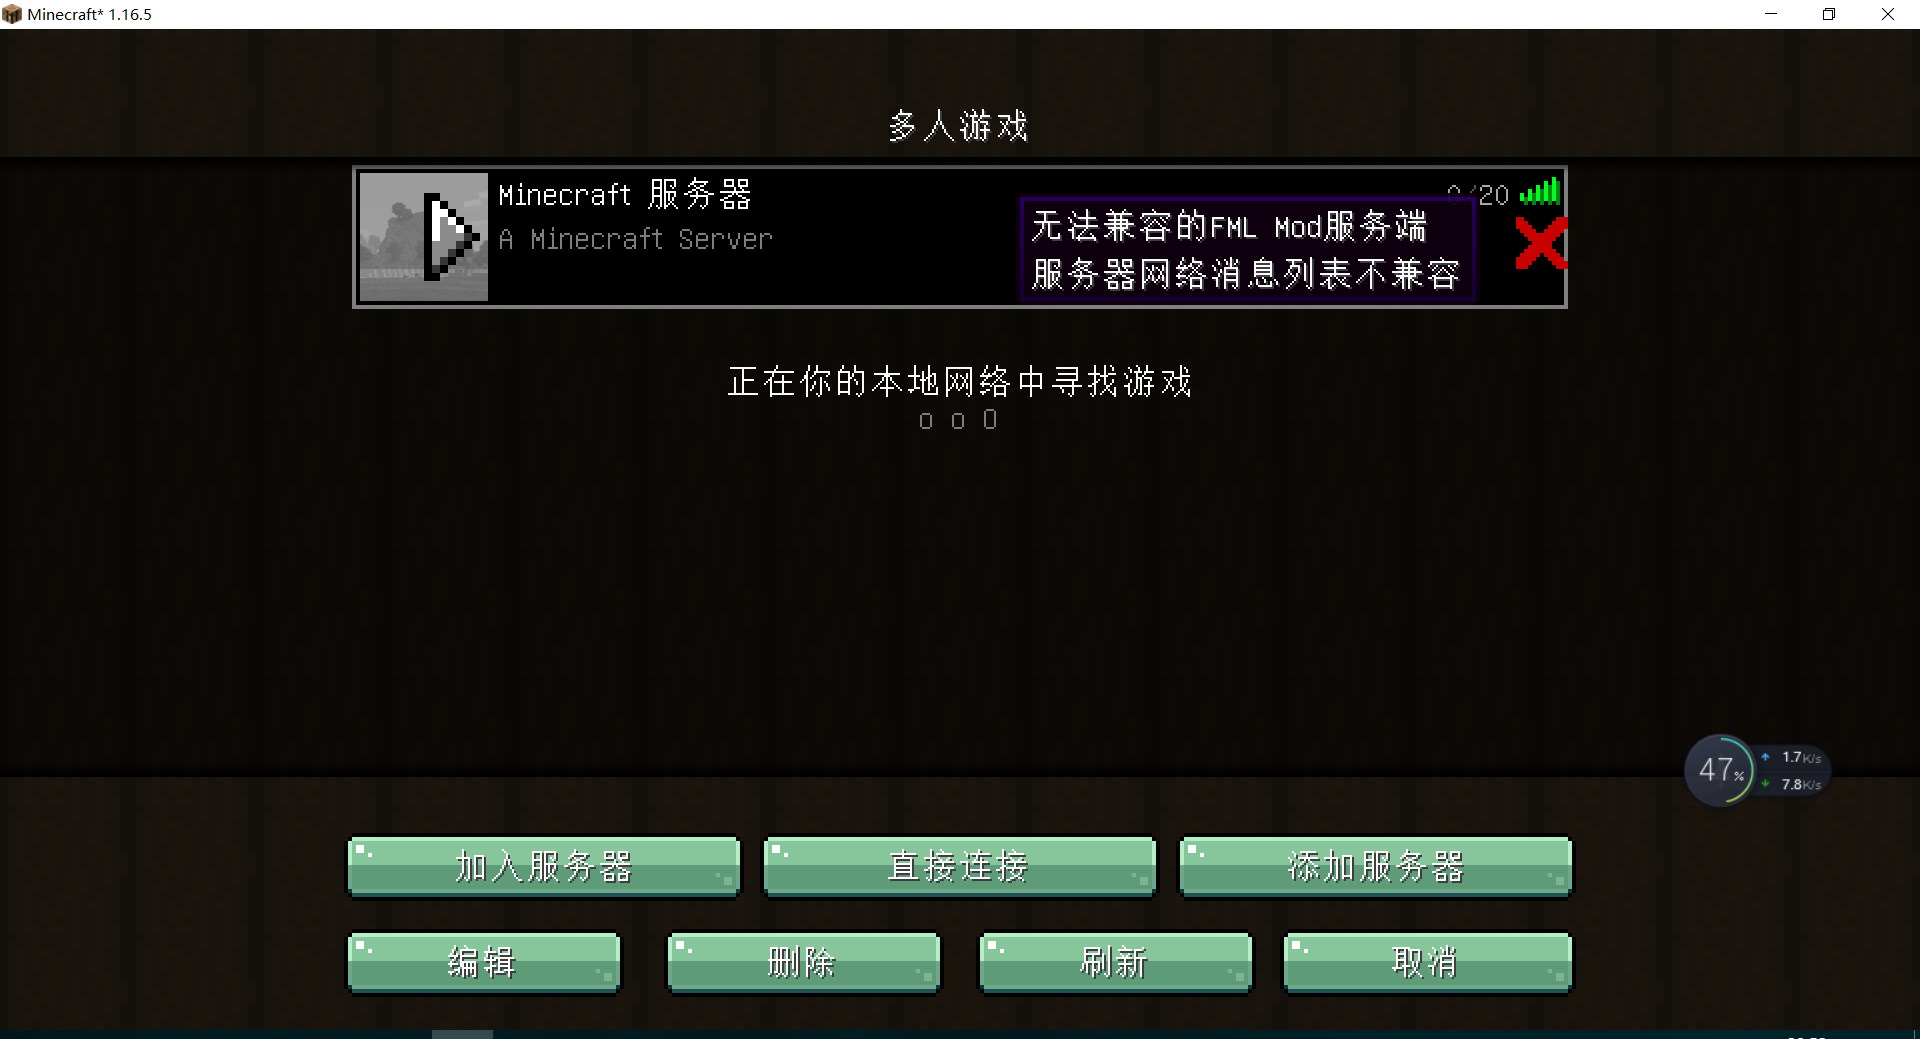 Minecraft* 1.16.5
多人游戏
Minecraft 服务器
0/20
A Minecraft Server
无法兼容的FML Mod服务端
服务器网络消息列表不兼容
正在你的本地网络中寻找游戏
o o O
47%
1.7K/s
7.8K/s
加入服务器
直接连接
添加服务器
编辑
删除
刷新
取消